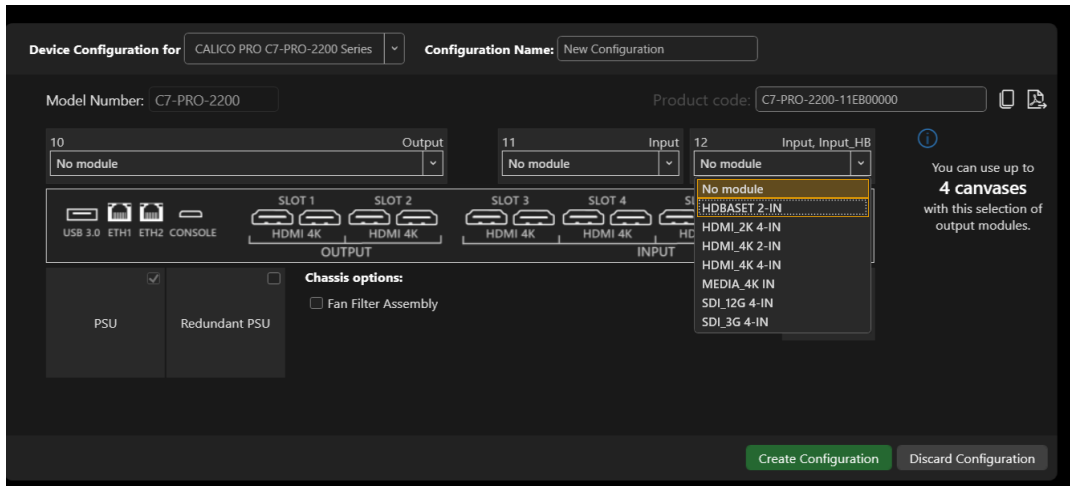 Device Configuration for CALICO PRO C7-PRO-2200 Series Configuration Name: New Configuration
Model Number: C7-PRO-2200 Product code: C7-PRO-2200-11EB00000
10 Output 11 Input 12 Input, Input_HB
No module No module No module
You can use up to
4 canvases
with this selection of
output modules.
No module
HDBASET 2-IN
HDMI_2K 4-IN
HDMI_4K 2-IN
HDMI_4K 4-IN
MEDIA_4K IN
SDI_12G 4-IN
SDI_3G 4-IN
SLOT 1 SLOT 2 SLOT 3 SLOT 4
USB 3.0 ETH1 ETH2 CONSOLE HDMI 4K HDMI 4K HDMI 4K HDMI 4K
OUTPUT INPUT
PSU Redundant PSU
Chassis options:
Fan Filter Assembly
Create Configuration Discard Configuration